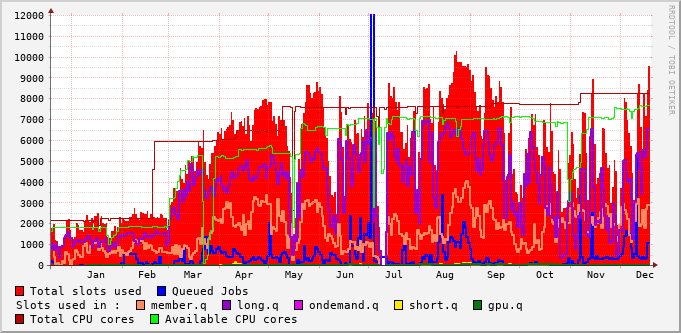 12000
11000
10000
9000
8000
7000
6000
5000
4000
3000
2000
1000
0
Jan Feb Mar Apr May Jun Jul Aug Sep Oct Nov Dec
RRDTOOL / TOBI OETIKER
Total slots used Queued Jobs
Slots used in : member.q long.q ondemand.q short.q gpu.q
Total CPU cores Available CPU cores